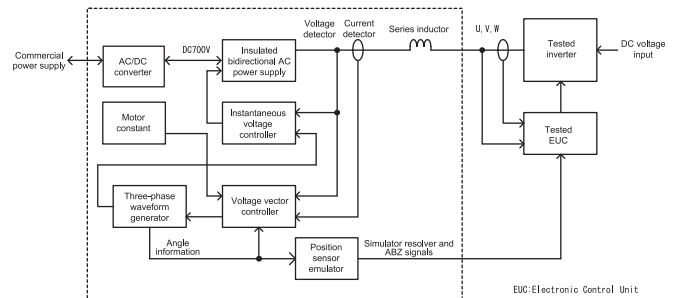 Voltage
detector
Current
detector
Series inductor
U, V, W
Commercial
power supply
AC/DC
converter
DC700V
Insulated
bidirectional AC
power supply
Tested
inverter
DC voltage
input
Motor
constant
Instantaneous
voltage
controller
Tested
EUC
Three-phase
waveform
generator
Voltage vector
controller
Angle
information
Position
sensor
emulator
Simulator resolver and
ABZ signals
EUC:Electronic Control Unit